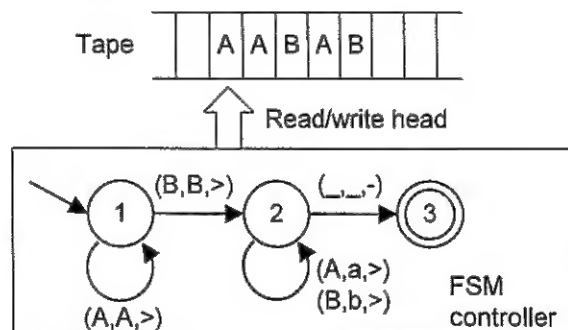 Tape A A B A B
Read/write head
(B,B,>) (_,_,-)
1 2 3
(A,a,>)
(B,b,>)
(A,A,>)
FSM
controller